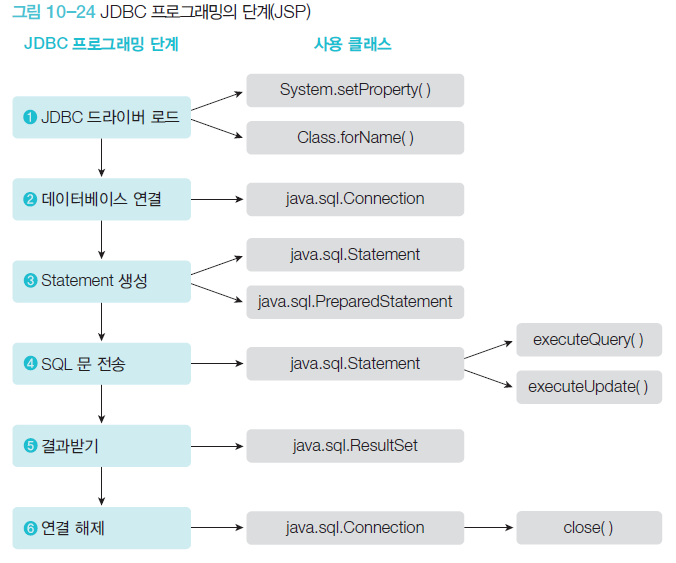 그림 10-24 JDBC 프로그래밍의 단계(JSP)
JDBC 프로그래밍 단계
사용 클래스
❶ JDBC 드라이버 로드
System.setProperty( )
Class.forName( )
❷ 데이터베이스 연결
java.sql.Connection
❸ Statement 생성
java.sql.Statement
java.sql.PreparedStatement
❹ SQL 문 전송
java.sql.Statement
executeQuery( )
executeUpdate( )
❺ 결과받기
java.sql.ResultSet
❻ 연결 해제
java.sql.Connection
close( )